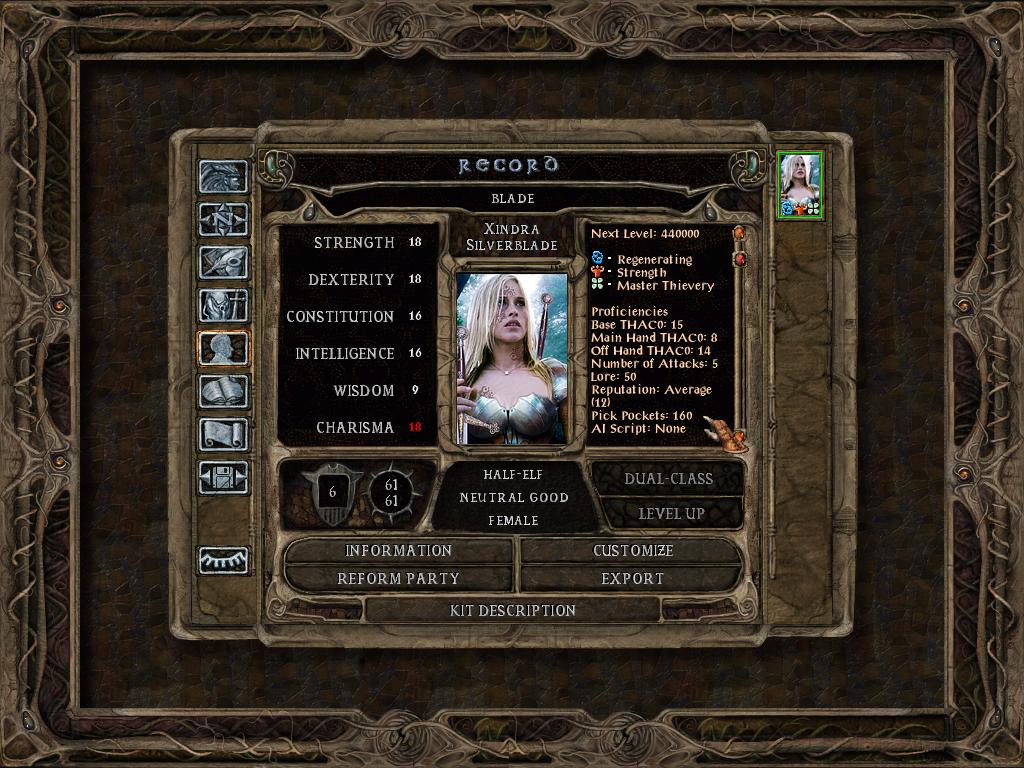 RECORD
BLADE
STRENGTH 18
DEXTERITY 18
CONSTITUTION 16
INTELLIGENCE 16
WISDOM 9
CHARISMA 18
XINDRA
SILVERBLADE
Next Level: 440000
- Regenerating
- Strength
- Master Thievery
Proficiencies
Base THAC0: 15
Main Hand THAC0: 8
Off Hand THAC0: 14
Number of Attacks: 5
Lore: 50
Reputation: Average
(12)
Pick Pockets: 160
AI Script: None
6
61
61
HALF-ELF
NEUTRAL GOOD
FEMALE
DUAL-CLASS
LEVEL UP
INFORMATION
CUSTOMIZE
REFORM PARTY
EXPORT
KIT DESCRIPTION